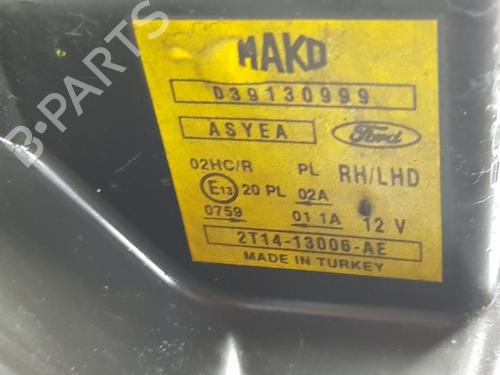 MAKO
D39130999
ASYEA Ford
02HC/R PL RH/LHD
E13 20 PL 02A
0759 01 1A 12 V
2T14-13006-AE
MADE IN TURKEY
B-PARTS